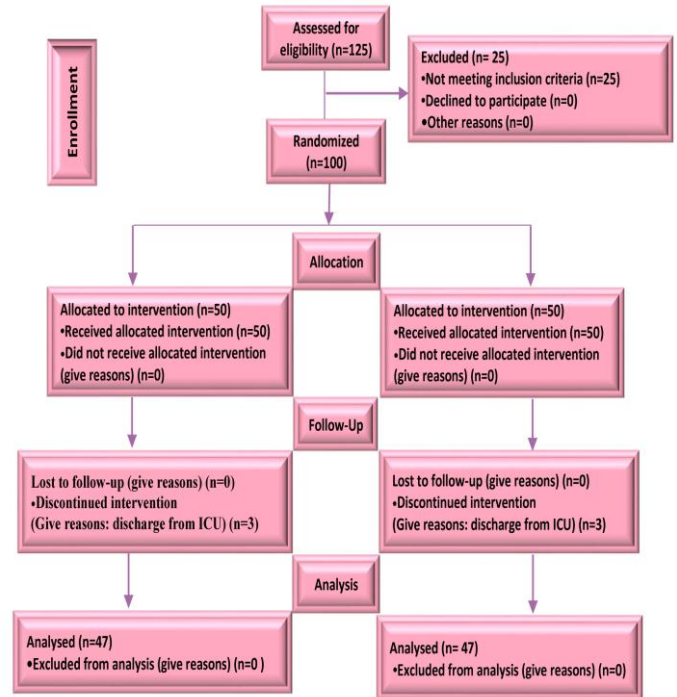 Assessed for
eligibility (n=125)
Excluded (n= 25)
•Not meeting inclusion criteria (n=25)
•Declined to participate (n=0)
•Other reasons (n=0)
Enrollment
Randomized
(n=100)
Allocation
Allocated to intervention (n=50)
•Received allocated intervention (n=50)
•Did not receive allocated intervention
(give reasons) (n=0)
Allocated to intervention (n=50)
•Received allocated intervention (n=50)
•Did not receive allocated intervention
(give reasons) (n=0)
Follow-Up
Lost to follow-up (give reasons) (n=0)
•Discontinued intervention
(Give reasons: discharge from ICU) (n=3)
Lost to follow-up (give reasons) (n=0)
•Discontinued intervention
(Give reasons: discharge from ICU) (n=3)
Analysis
Analysed (n=47)
•Excluded from analysis (give reasons) (n=0 )
Analysed (n= 47)
•Excluded from analysis (give reasons) (n=0)